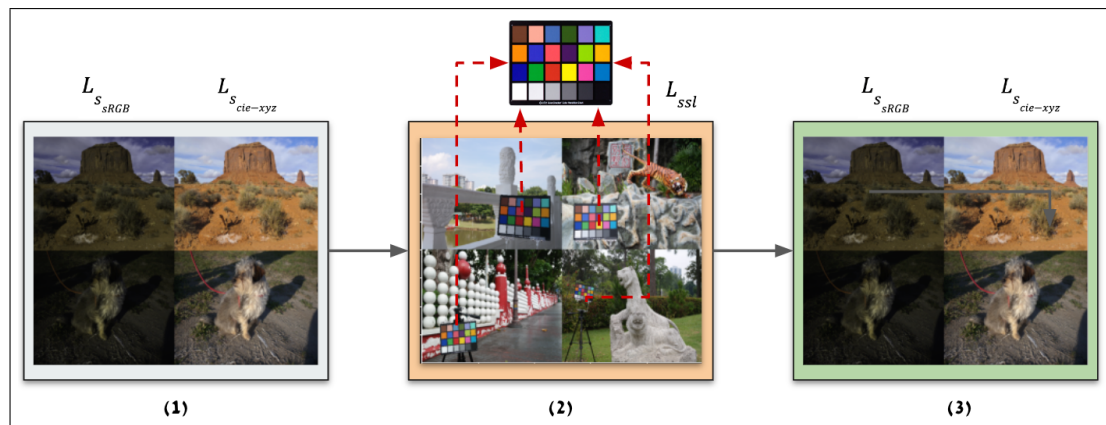 L_{s_{sRGB}}
L_{s_{cie-xyz}}
L_{ssl}
L_{s_{sRGB}}
L_{s_{cie-xyz}}
(1)
(2)
(3)